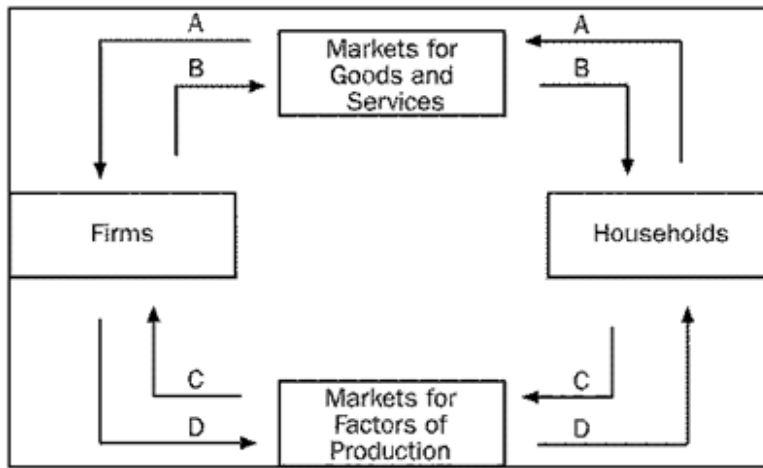 A
Markets for
Goods and
Services
A
B
B
Firms
Households
C
Markets for
Factors of
Production
C
D
D